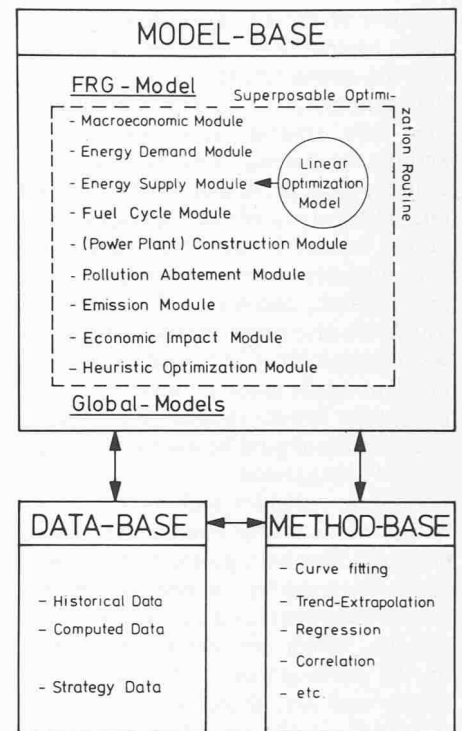 MODEL-BASE
FRG-Model
Superposable Optimi-
zation Routine
- Macroeconomic Module
- Energy Demand Module
- Energy Supply Module
- Fuel Cycle Module
- (Power Plant) Construction Module
- Pollution Abatement Module
- Emission Module
- Economic Impact Module
- Heuristic Optimization Module
Linear
Optimization
Model
Global-Models
DATA-BASE
- Historical Data
- Computed Data
- Strategy Data
METHOD-BASE
- Curve fitting
- Trend-Extrapolation
- Regression
- Correlation
- etc.